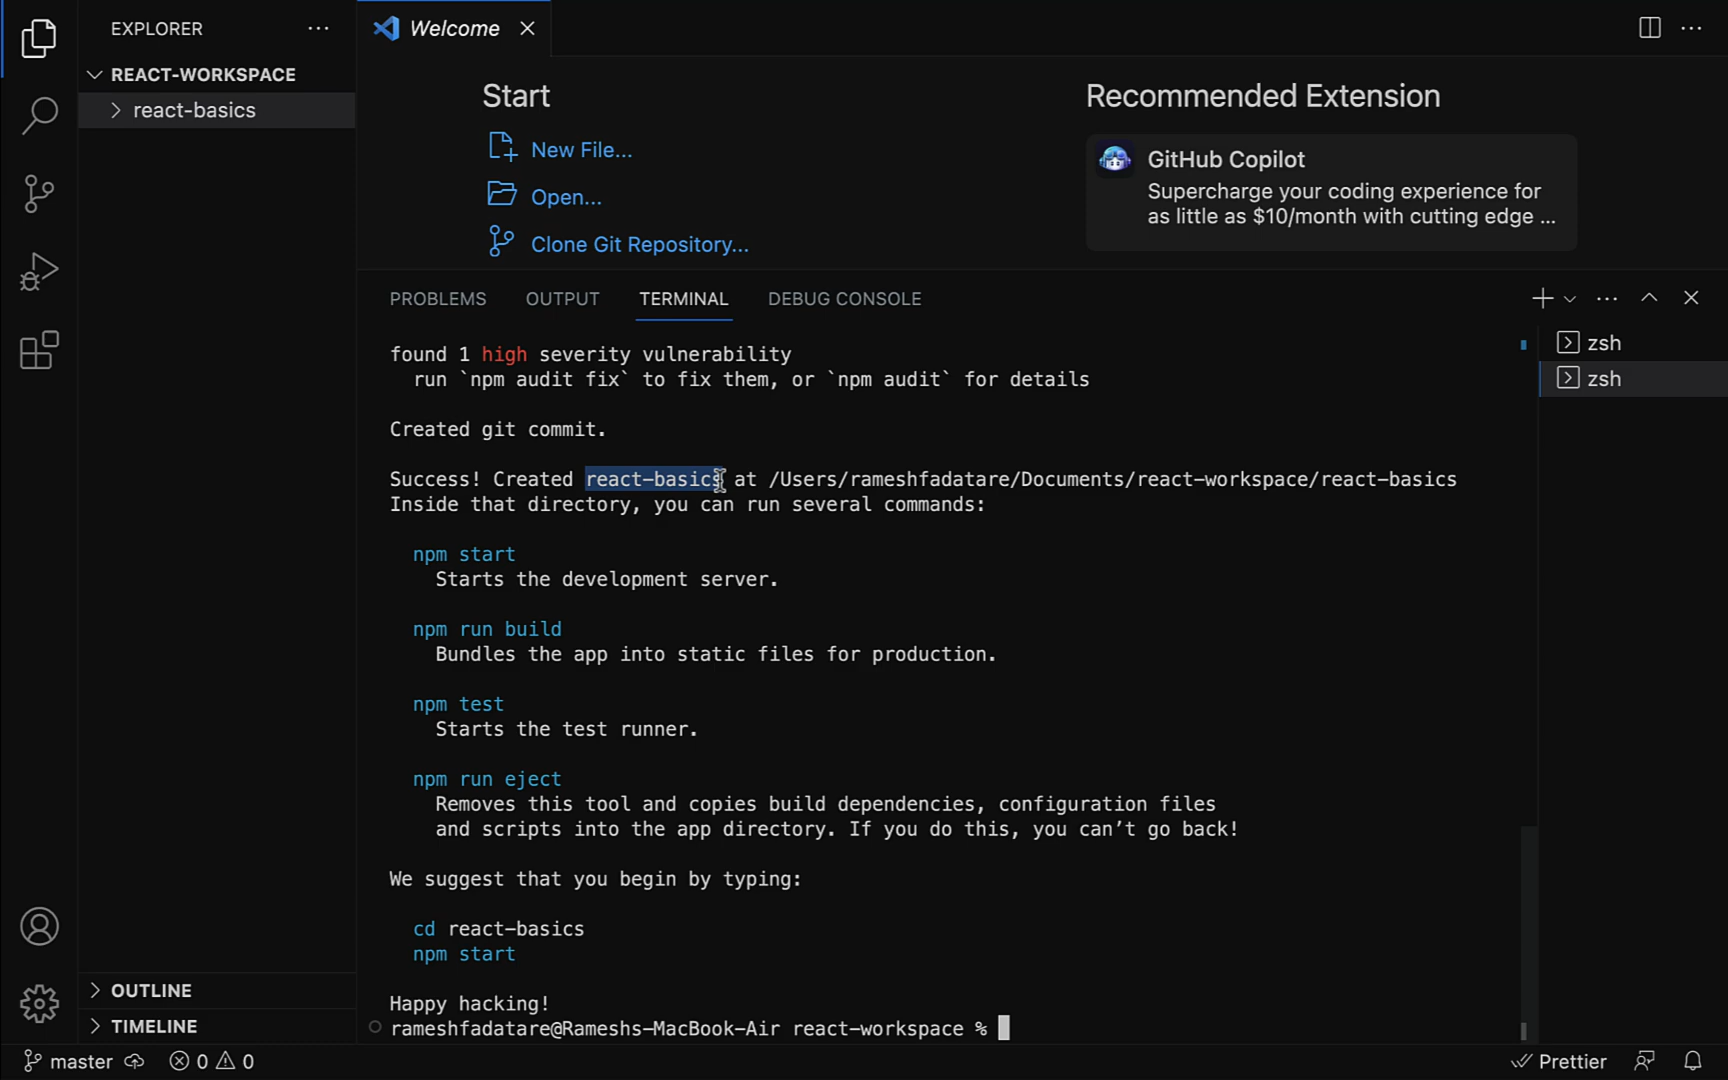 EXPLORER
REACT-WORKSPACE
react-basics
OUTLINE
TIMELINE
Welcome
Start
New File...
Open...
Clone Git Repository...
Recommended Extension
GitHub Copilot
Supercharge your coding experience for
as little as $10/month with cutting edge ...
PROBLEMS OUTPUT TERMINAL DEBUG CONSOLE
found 1 high severity vulnerability
run `npm audit fix` to fix them, or `npm audit` for details
Created git commit.
Success! Created react-basics at /Users/rameshfadatare/Documents/react-workspace/react-basics
Inside that directory, you can run several commands:
npm start
Starts the development server.
npm run build
Bundles the app into static files for production.
npm test
Starts the test runner.
npm run eject
Removes this tool and copies build dependencies, configuration files
and scripts into the app directory. If you do this, you can’t go back!
We suggest that you begin by typing:
cd react-basics
npm start
Happy hacking!
rameshfadatare@Rameshs-MacBook-Air react-workspace %
zsh
zsh
master 0 0 Prettier